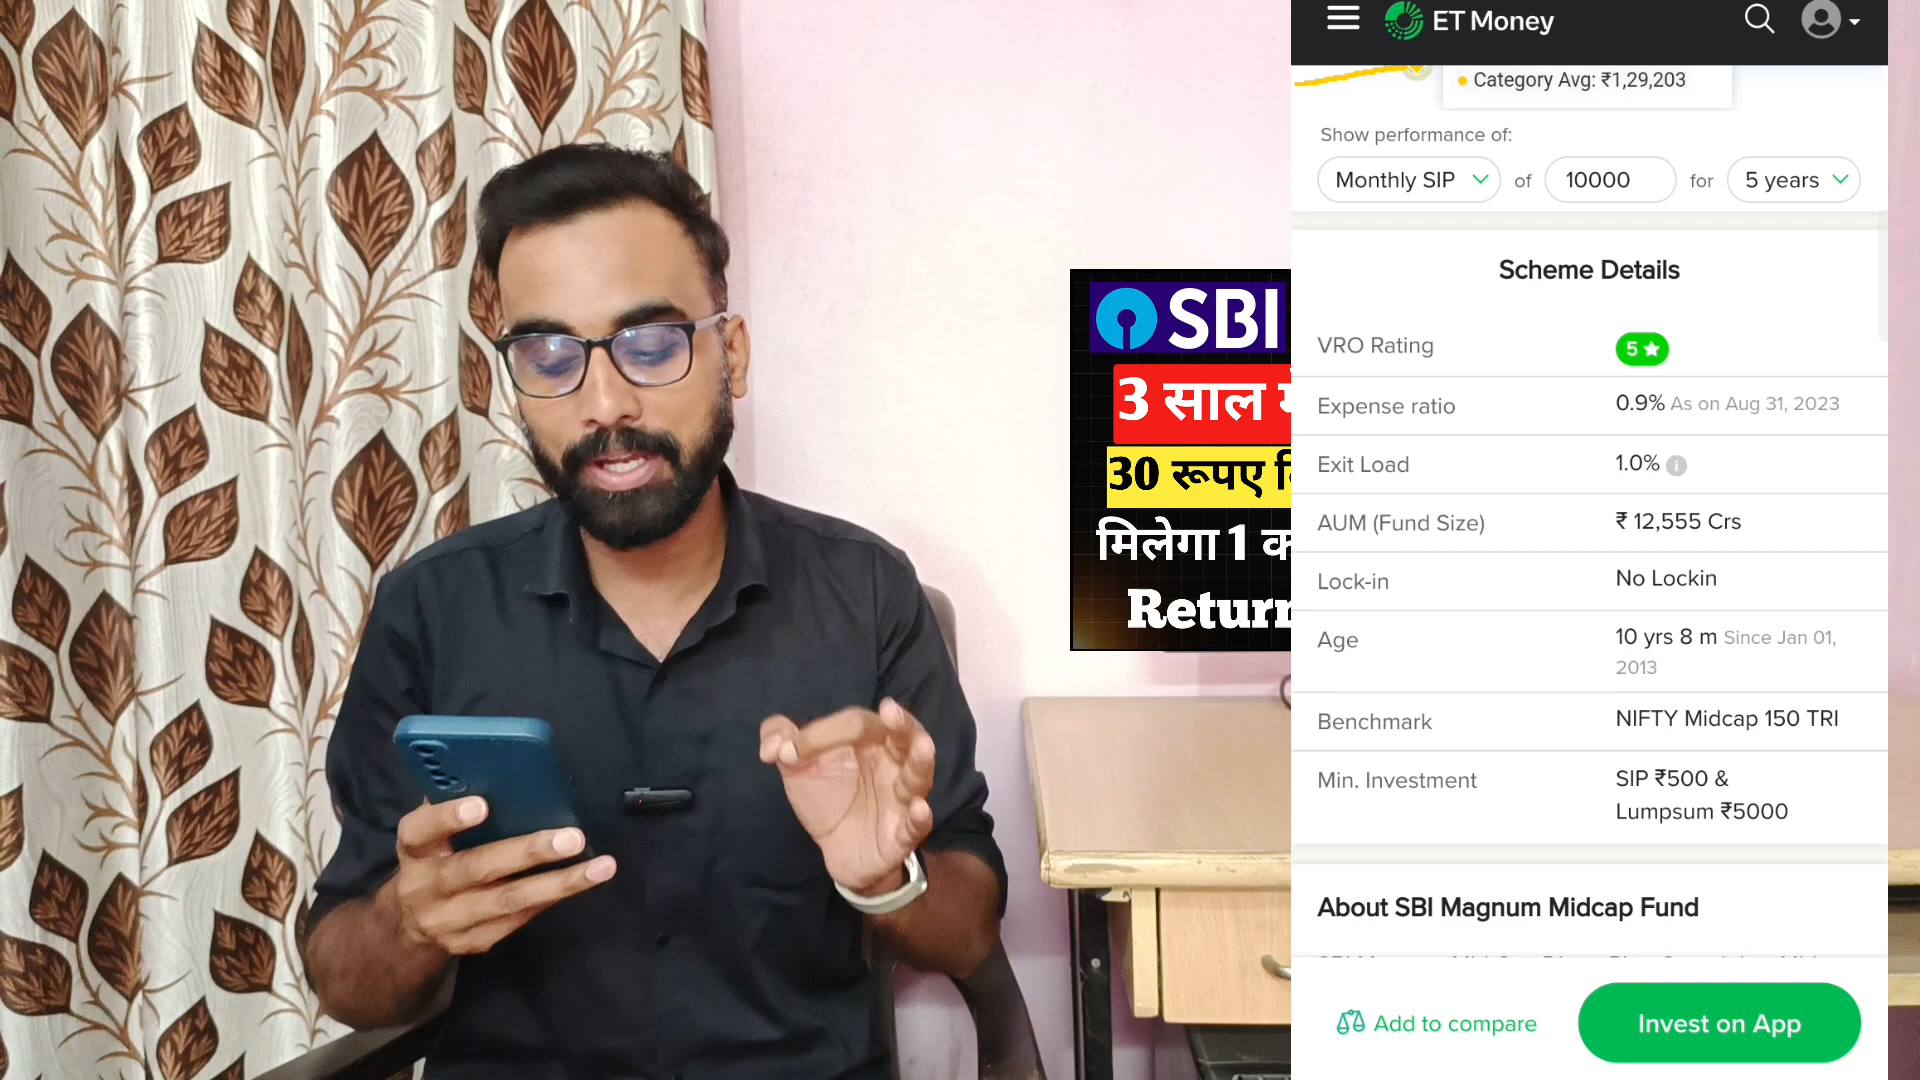 SBI
3 साल
30 रूपए
मिलेगा 1
Return
ET Money
Category Avg: ₹1,29,203
Show performance of:
Monthly SIP of 10000 for 5 years
Scheme Details
VRO Rating 5
Expense ratio 0.9% As on Aug 31, 2023
Exit Load 1.0%
AUM (Fund Size) ₹ 12,555 Crs
Lock-in No Lockin
Age 10 yrs 8 m Since Jan 01,
2013
Benchmark NIFTY Midcap 150 TRI
Min. Investment SIP ₹500 &
Lumpsum ₹5000
About SBI Magnum Midcap Fund
Add to compare Invest on App